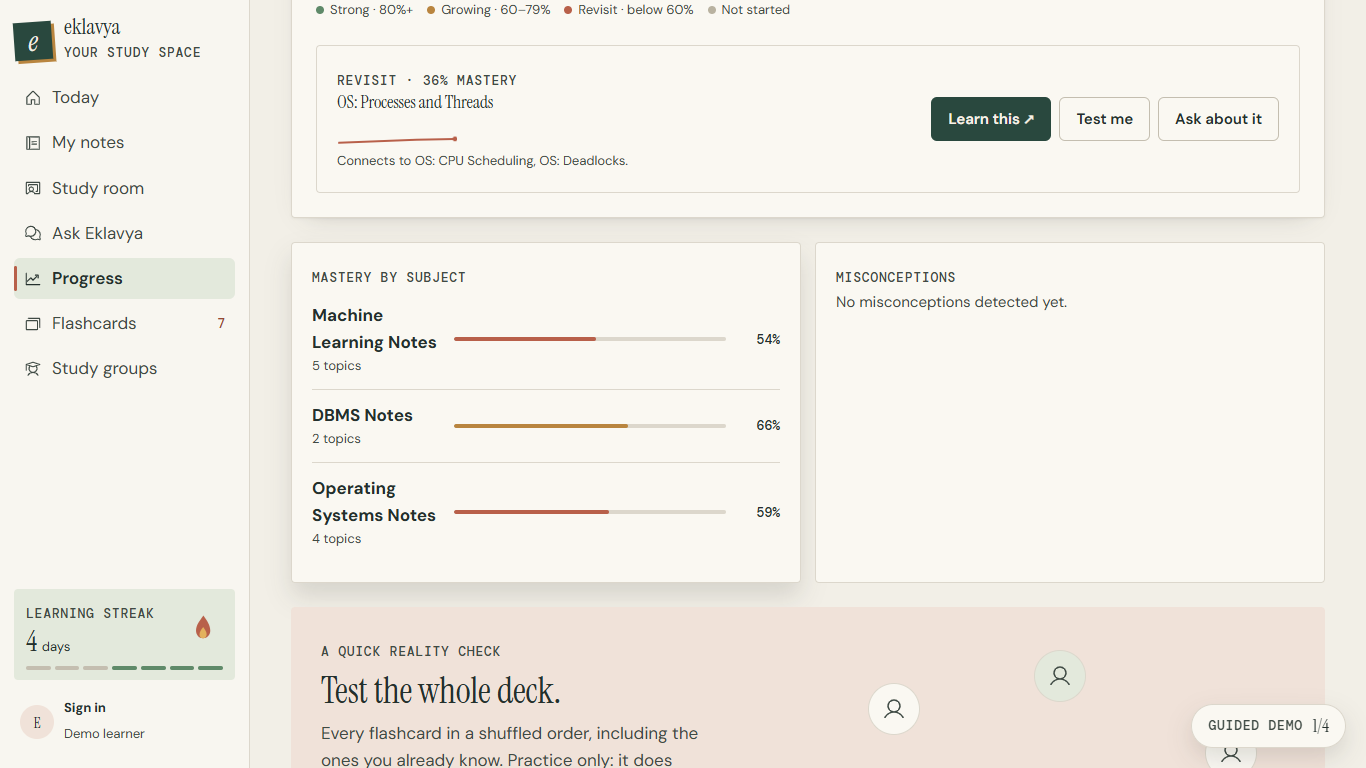 e
eklavya
YOUR STUDY SPACE
Today
My notes
Study room
Ask Eklavya
Progress
Flashcards 7
Study groups
LEARNING STREAK
4 days
E
Sign in
Demo learner
Strong · 80%+ Growing · 60–79% Revisit · below 60% Not started
REVISIT · 36% MASTERY
OS: Processes and Threads
Connects to OS: CPU Scheduling, OS: Deadlocks.
Learn this ↗ Test me Ask about it
MASTERY BY SUBJECT
Machine
Learning Notes 54%
5 topics
DBMS Notes 66%
2 topics
Operating
Systems Notes 59%
4 topics
MISCONCEPTIONS
No misconceptions detected yet.
A QUICK REALITY CHECK
Test the whole deck.
Every flashcard in a shuffled order, including the
ones you already know. Practice only: it does
GUIDED DEMO 1/4